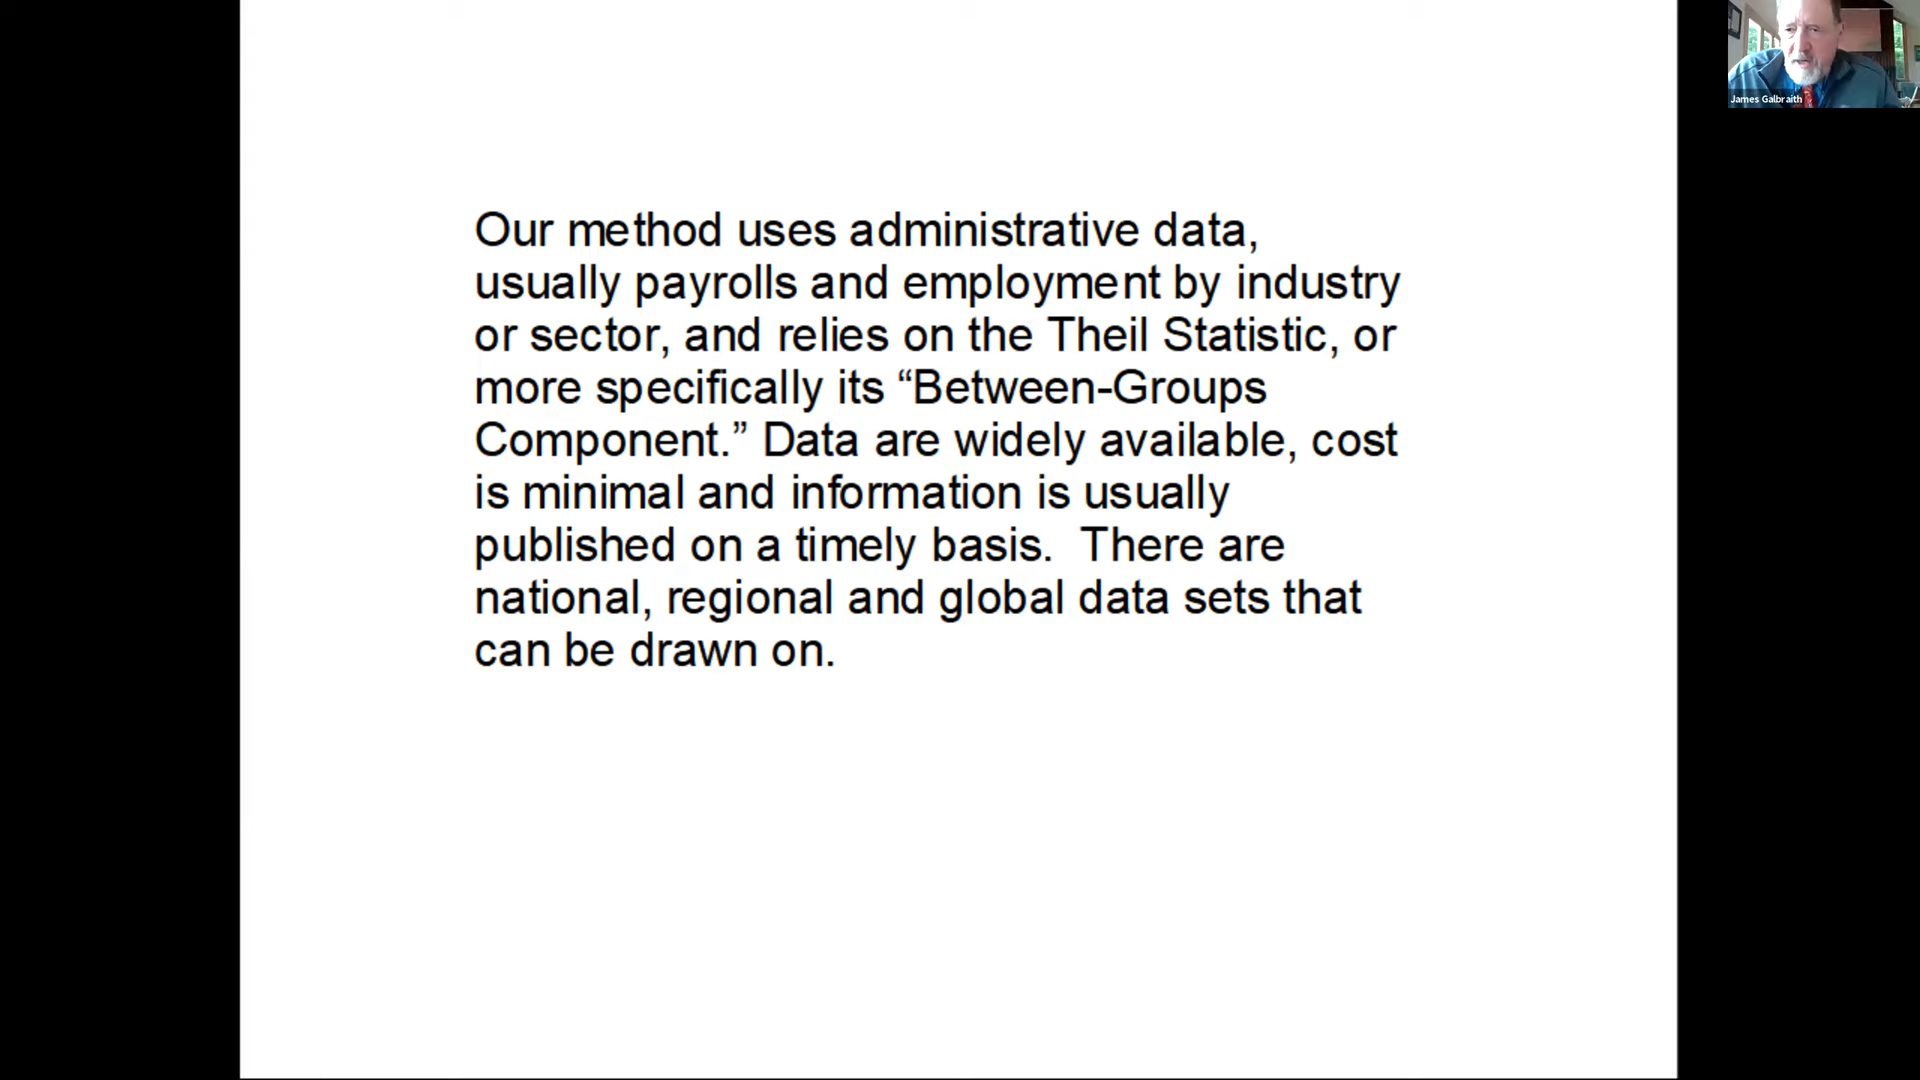 Our method uses administrative data,
usually payrolls and employment by industry
or sector, and relies on the Theil Statistic, or
more specifically its “Between-Groups
Component.” Data are widely available, cost
is minimal and information is usually
published on a timely basis.  There are
national, regional and global data sets that
can be drawn on.
James Galbraith